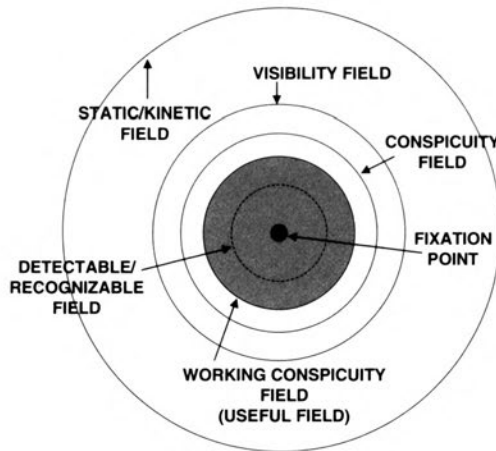 VISIBILITY FIELD
STATIC/KINETIC
FIELD
CONSPICUITY
FIELD
FIXATION
POINT
DETECTABLE/
RECOGNIZABLE
FIELD
WORKING CONSPICUITY
FIELD
(USEFUL FIELD)